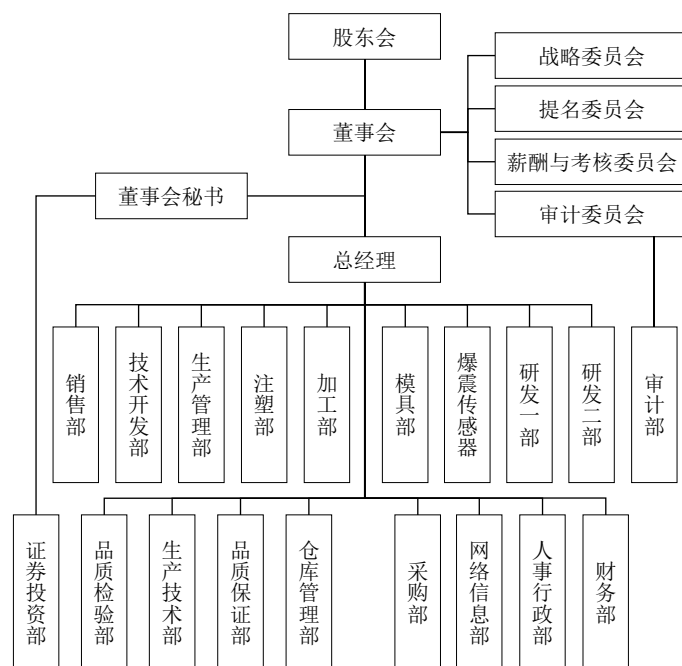 股东会
战略委员会
董事会
提名委员会
薪酬与考核委员会
董事会秘书
审计委员会
总经理
销售部
技术开发部
生产管理部
注塑部
加工部
模具部
爆震传感器
研发一部
研发二部
审计部
证券投资部
品质检验部
生产技术部
品质保证部
仓库管理部
采购部
网络信息部
人事行政部
财务部